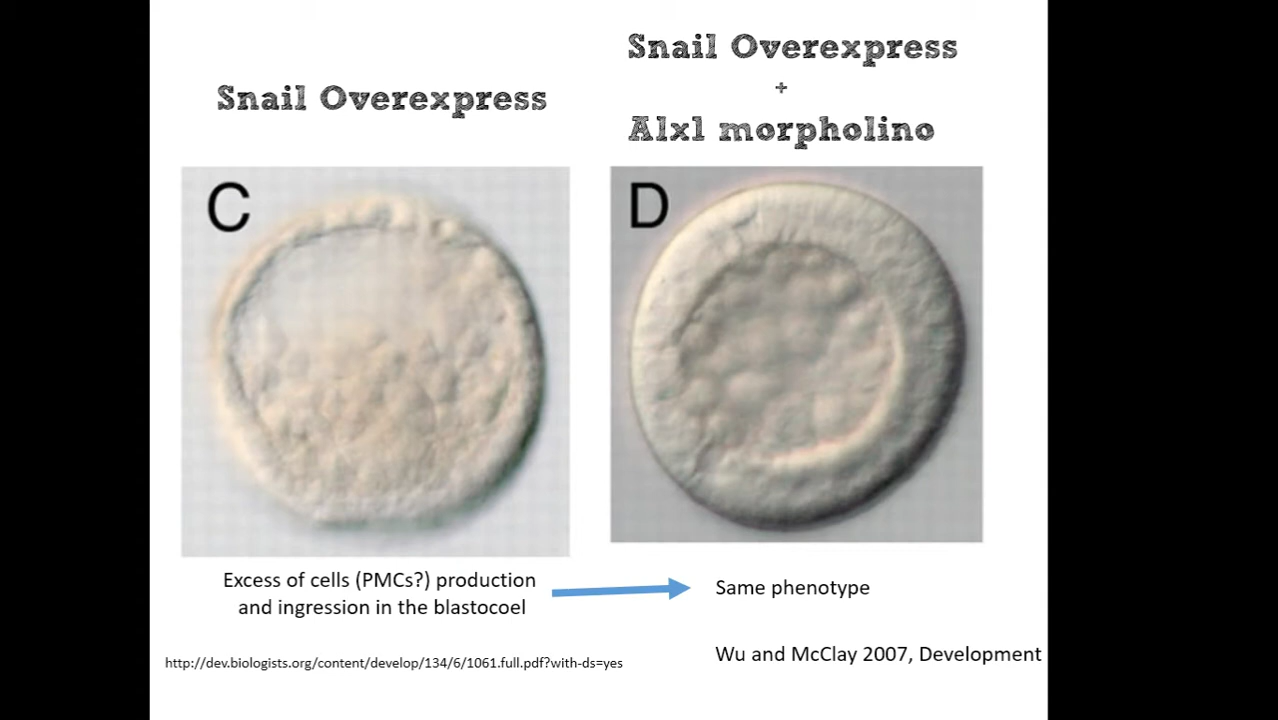 Snail Overexpress
Snail Overexpress
+
Alx1 morpholino
C
D
Excess of cells (PMCs?) production
and ingression in the blastocoel
Same phenotype
http://dev.biologists.org/content/develop/134/6/1061.full.pdf?with-ds=yes
Wu and McClay 2007, Development